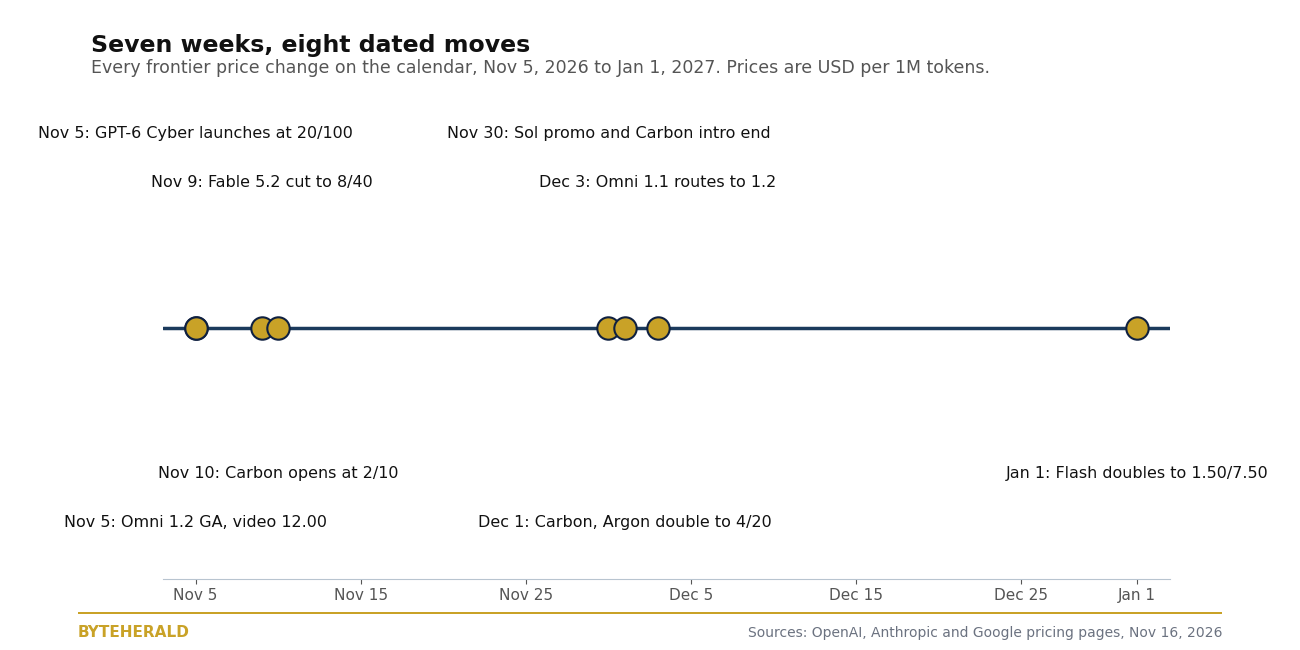 Seven weeks, eight dated moves
Every frontier price change on the calendar, Nov 5, 2026 to Jan 1, 2027. Prices are USD per 1M tokens.
Nov 5: GPT-6 Cyber launches at 20/100
Nov 30: Sol promo and Carbon intro end
Nov 9: Fable 5.2 cut to 8/40
Dec 3: Omni 1.1 routes to 1.2
Nov 10: Carbon opens at 2/10
Jan 1: Flash doubles to 1.50/7.50
Nov 5: Omni 1.2 GA, video 12.00
Dec 1: Carbon, Argon double to 4/20
Nov 5
Nov 15
Nov 25
Dec 5
Dec 15
Dec 25
Jan 1
BYTEHERALD
Sources: OpenAI, Anthropic and Google pricing pages, Nov 16, 2026